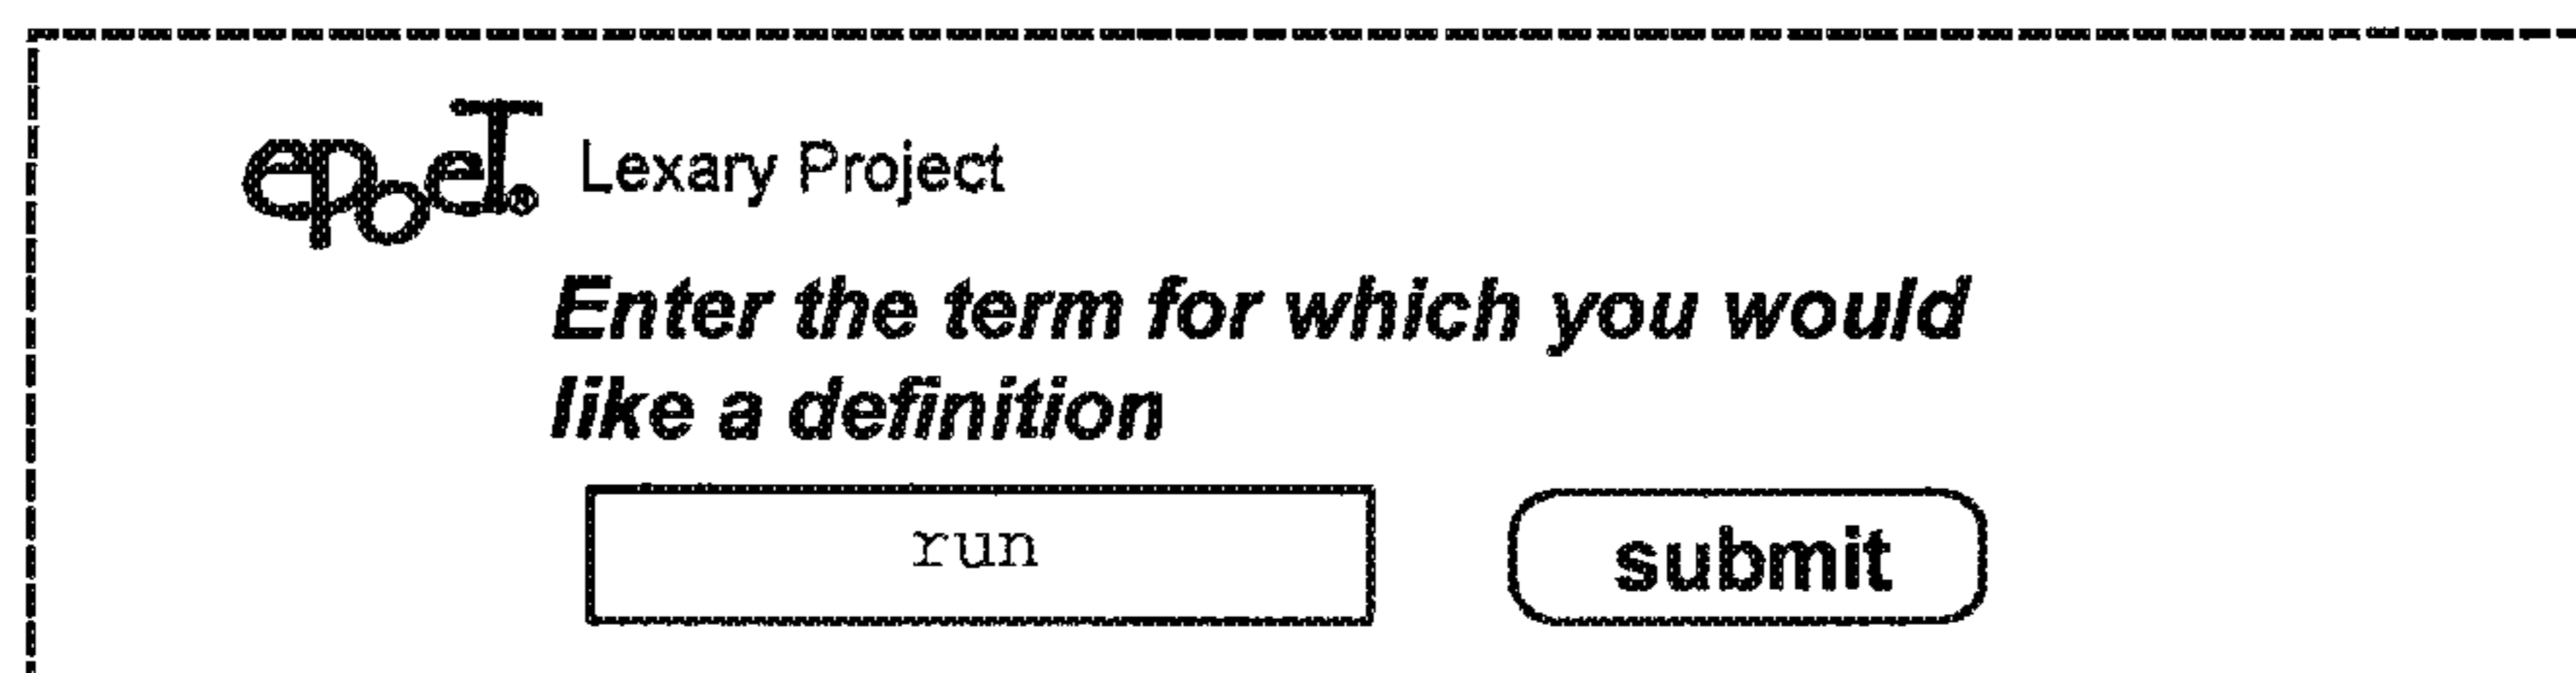 epoeT® Lexary Project
Enter the term for which you would
like a definition
run submit